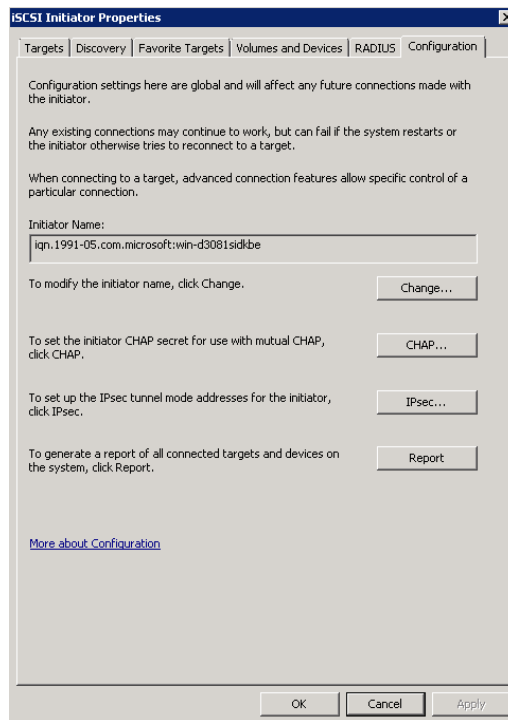 iSCSI Initiator Properties
Targets
Discovery
Favorite Targets
Volumes and Devices
RADIUS
Configuration
Configuration settings here are global and will affect any future connections made with
the initiator.
Any existing connections may continue to work, but can fail if the system restarts or
the initiator otherwise tries to reconnect to a target.
When connecting to a target, advanced connection features allow specific control of a
particular connection.
Initiator Name:
iqn.1991-05.com.microsoft:win-d3081sidkbe
To modify the initiator name, click Change.
Change...
To set the initiator CHAP secret for use with mutual CHAP,
click CHAP.
CHAP...
To set up the IPsec tunnel mode addresses for the initiator,
click IPsec.
IPsec...
To generate a report of all connected targets and devices on
the system, click Report.
Report
More about Configuration
OK
Cancel
Apply